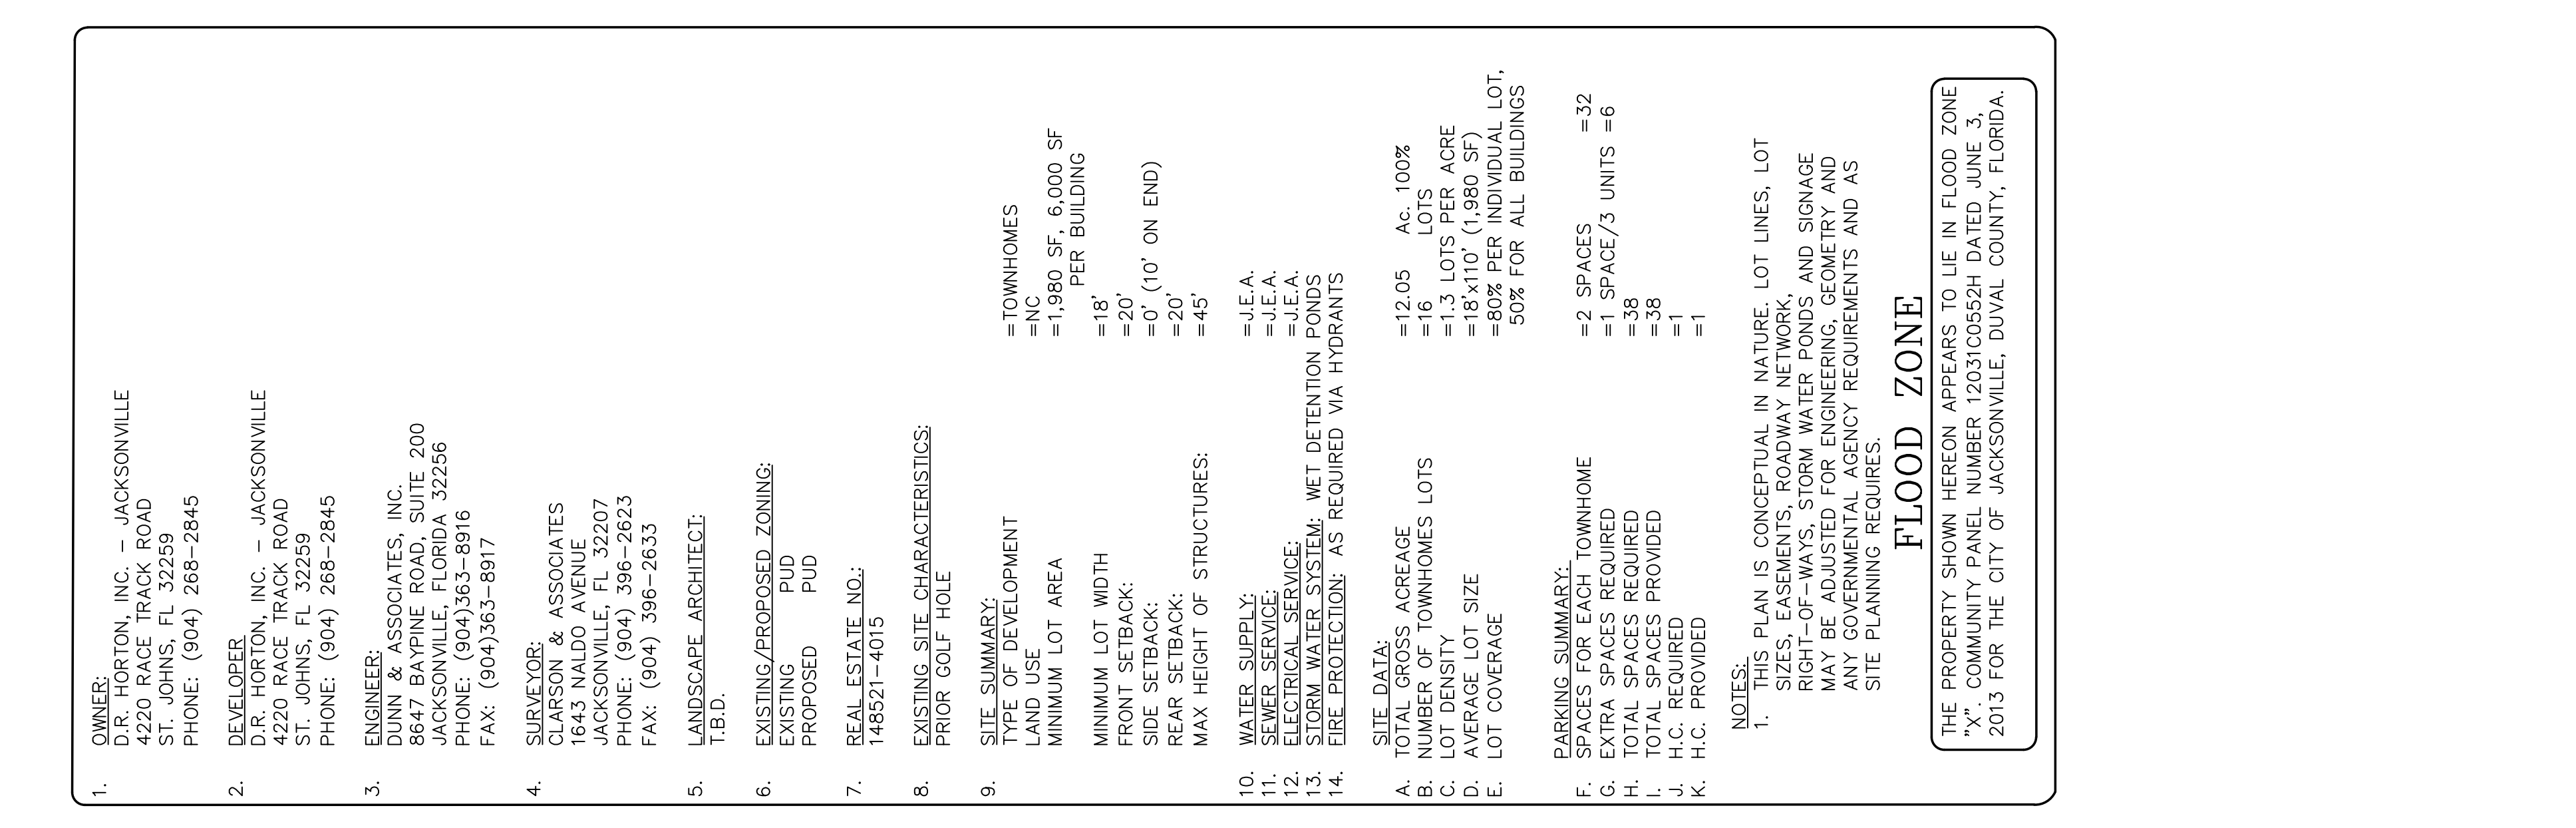 1. OWNER:
D.R. HORTON, INC. – JACKSONVILLE
4220 RACE TRACK ROAD
ST. JOHNS, FL 32259
PHONE: (904) 268–2845
2. DEVELOPER
D.R. HORTON, INC. – JACKSONVILLE
4220 RACE TRACK ROAD
ST. JOHNS, FL 32259
PHONE: (904) 268–2845
3. ENGINEER:
DUNN & ASSOCIATES, INC.
8647 BAYPINE ROAD, SUITE 200
JACKSONVILLE, FLORIDA 32256
PHONE: (904)363–8916
FAX: (904)363–8917
4. SURVEYOR:
CLARSON & ASSOCIATES
1643 NALDO AVENUE
JACKSONVILLE, FL 32207
PHONE: (904) 396–2623
FAX: (904) 396–2633
5. LANDSCAPE ARCHITECT:
T.B.D.
6. EXISTING/PROPOSED ZONING:
EXISTING PUD
PROPOSED PUD
7. REAL ESTATE NO.:
148521–4015
8. EXISTING SITE CHARACTERISTICS:
PRIOR GOLF HOLE
9. SITE SUMMARY:
TYPE OF DEVELOPMENT =TOWNHOMES
LAND USE =NC
MINIMUM LOT AREA =1,980 SF, 6,000 SF
PER BUILDING
MINIMUM LOT WIDTH =18'
FRONT SETBACK: =20'
SIDE SETBACK: =0' (10' ON END)
REAR SETBACK: =20'
MAX HEIGHT OF STRUCTURES: =45'
10. WATER SUPPLY: =J.E.A.
11. SEWER SERVICE: =J.E.A.
12. ELECTRICAL SERVICE: =J.E.A.
13. STORM WATER SYSTEM: WET DETENTION PONDS
14. FIRE PROTECTION: AS REQUIRED VIA HYDRANTS
SITE DATA:
A. TOTAL GROSS ACREAGE =12.05 Ac. 100%
B. NUMBER OF TOWNHOMES LOTS =16 LOTS
C. LOT DENSITY =1.3 LOTS PER ACRE
D. AVERAGE LOT SIZE =18'x110' (1,980 SF)
E. LOT COVERAGE =80% PER INDIVIDUAL LOT,
50% FOR ALL BUILDINGS
PARKING SUMMARY:
F. SPACES FOR EACH TOWNHOME =2 SPACES =32
G. EXTRA SPACES REQUIRED =1 SPACE/3 UNITS =6
H. TOTAL SPACES REQUIRED =38
I. TOTAL SPACES PROVIDED =38
J. H.C. REQUIRED =1
K. H.C. PROVIDED =1
NOTES:
1. THIS PLAN IS CONCEPTUAL IN NATURE. LOT LINES, LOT
SIZES, EASEMENTS, ROADWAY NETWORK,
RIGHT–OF–WAYS, STORM WATER PONDS AND SIGNAGE
MAY BE ADJUSTED FOR ENGINEERING, GEOMETRY AND
ANY GOVERNMENTAL AGENCY REQUIREMENTS AND AS
SITE PLANNING REQUIRES.
FLOOD ZONE
THE PROPERTY SHOWN HEREON APPEARS TO LIE IN FLOOD ZONE
"X". COMMUNITY PANEL NUMBER 12031C0552H DATED JUNE 3,
2013 FOR THE CITY OF JACKSONVILLE, DUVAL COUNTY, FLORIDA.